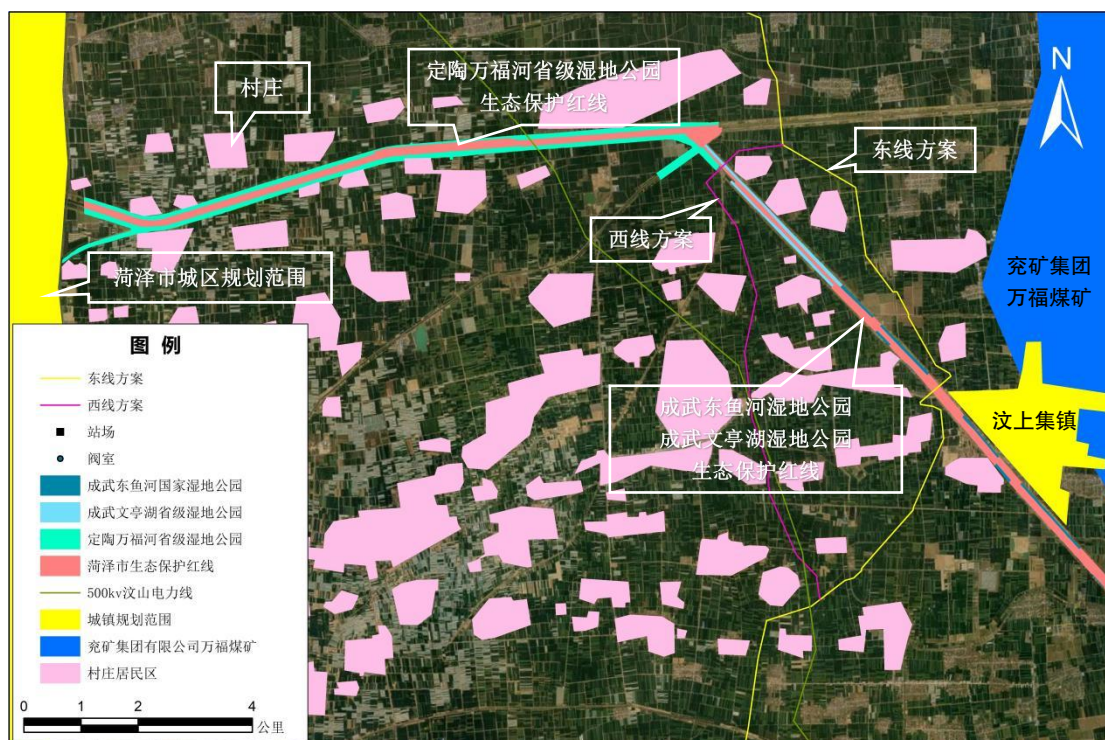 定陶万福河省级湿地公园
生态保护红线
村庄
N
东线方案
西线方案
菏泽市城区规划范围
兖矿集团
万福煤矿
成武东鱼河湿地公园
成武文亭湖湿地公园
生态保护红线
汶上集镇
图 例
东线方案
西线方案
站场
阀室
成武东鱼河国家湿地公园
成武文亭湖省级湿地公园
定陶万福河省级湿地公园
菏泽市生态保护红线
500kv汶山电力线
城镇规划范围
兖矿集团有限公司万福煤矿
村庄居民区
0 1 2 4
公里